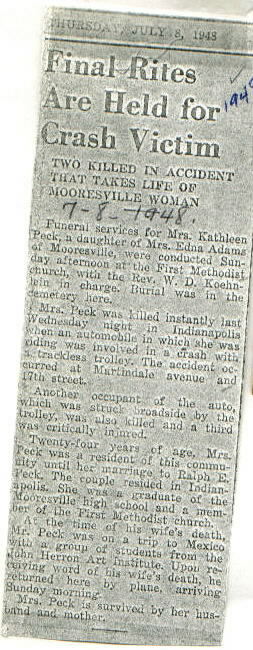 THURSDAY, JULY 8, 1948
Final Rites
Are Held for
Crash Victim
1948
TWO KILLED IN ACCIDENT
THAT TAKES LIFE OF
MOORESVILLE WOMAN
7-8-1948.
Funeral services for Mrs. Kathleen
Peck, a daughter of Mrs. Edna Adams
of Mooresville, were conducted Sun-
day afternoon at the First Methodist
church, with the Rev. W. D. Koehn-
lein in charge. Burial was in the
cemetery here.
Mrs. Peck was killed instantly last
Wednesday night in Indianapolis
when an automobile in which she was
riding was involved in a crash with
a trackless trolley. The accident oc-
curred at Martindale avenue and
17th street.
Another occupant of the auto,
which was struck broadside by the
trolley, was also killed and a third
was critically injured.
Twenty-four years of age, Mrs.
Peck was a resident of this commu-
nity until her marriage to Ralph E.
Peck. The couple resided in Indian-
apolis. She was a graduate of the
Mooresville high school and a mem-
ber of the First Methodist church.
At the time of his wife's death,
Mr. Peck was on a trip to Mexico
with a group of students from the
John Herron Art Institute. Upon re-
ceiving word of his wife's death, he
returned here by plane, arriving
Sunday morning.
Mrs. Peck is survived by her hus-
band and mother.